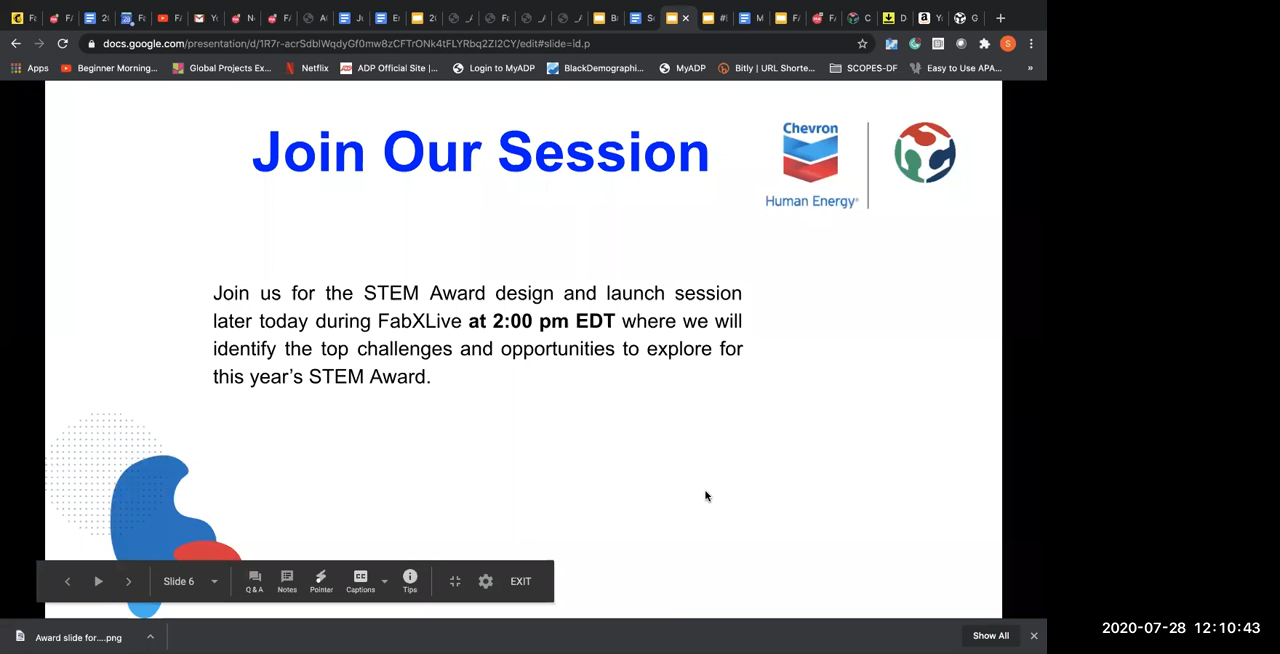 docs.google.com/presentation/d/1R7r-acrSdblWqdyGf0mw8zCFTrONk4tFLYRbq2ZI2CY/edit#slide=id.p
Apps Beginner Morning... Global Projects Ex... Netflix ADP Official Site |... Login to MyADP BlackDemographi... MyADP Bitly | URL Shorte... SCOPES-DF Easy to Use APA... »
Join Our Session
Chevron
Human Energy®
Join us for the STEM Award design and launch session
later today during FabXLive at 2:00 pm EDT where we will
identify the top challenges and opportunities to explore for
this year's STEM Award.
Slide 6
Q & A Notes Pointer Captions Tips
EXIT
Award slide for....png
Show All
2020-07-28 12:10:43